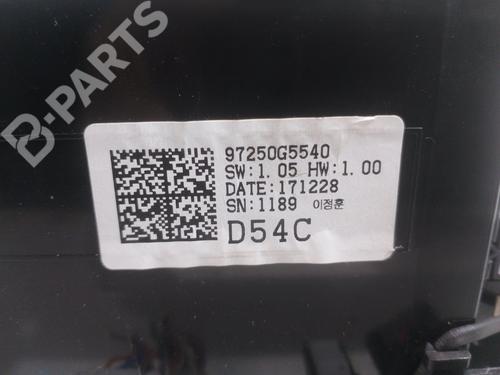 B-PARTS
97250G5540
SW:1.05 HW:1.00
DATE:171228
SN:1189 이정훈
D54C